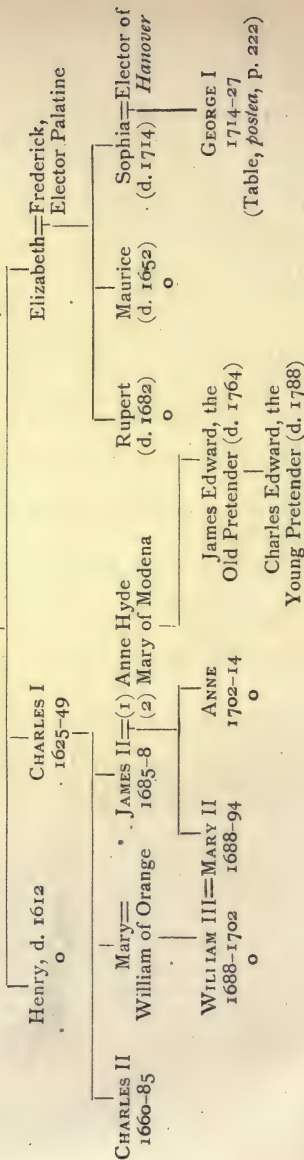 Henry, d. 1612
o
CHARLES I
1625–49
Elizabeth=Frederick,
Elector Palatine
CHARLES II
1660–85
Mary=
William of Orange
JAMES II=(1) Anne Hyde
1685–8 (2) Mary of Modena
Rupert
(d. 1682)
o
Maurice
(d. 1652)
o
Sophia=Elector of
(d. 1714) Hanover
WILLIAM III=MARY II
1688–1702 1688–94
o
ANNE
1702–14
o
James Edward, the
Old Pretender (d. 1764)
GEORGE I
1714–27
(Table, postea, p. 222)
Charles Edward, the
Young Pretender (d. 1788)